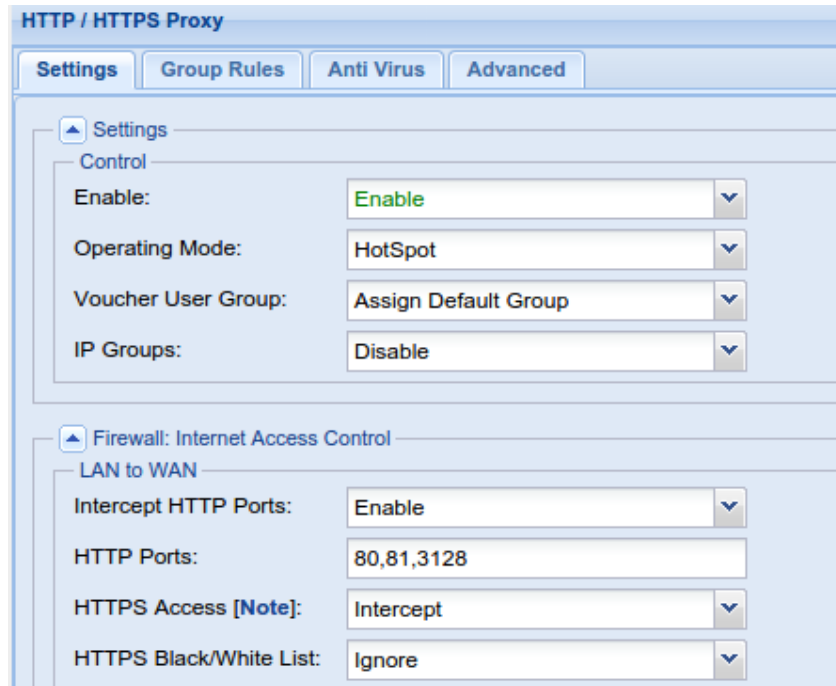 HTTP / HTTPS Proxy
Settings Group Rules Anti Virus Advanced
Settings
Control
Enable: Enable
Operating Mode: HotSpot
Voucher User Group: Assign Default Group
IP Groups: Disable
Firewall: Internet Access Control
LAN to WAN
Intercept HTTP Ports: Enable
HTTP Ports: 80,81,3128
HTTPS Access [Note]: Intercept
HTTPS Black/White List: Ignore